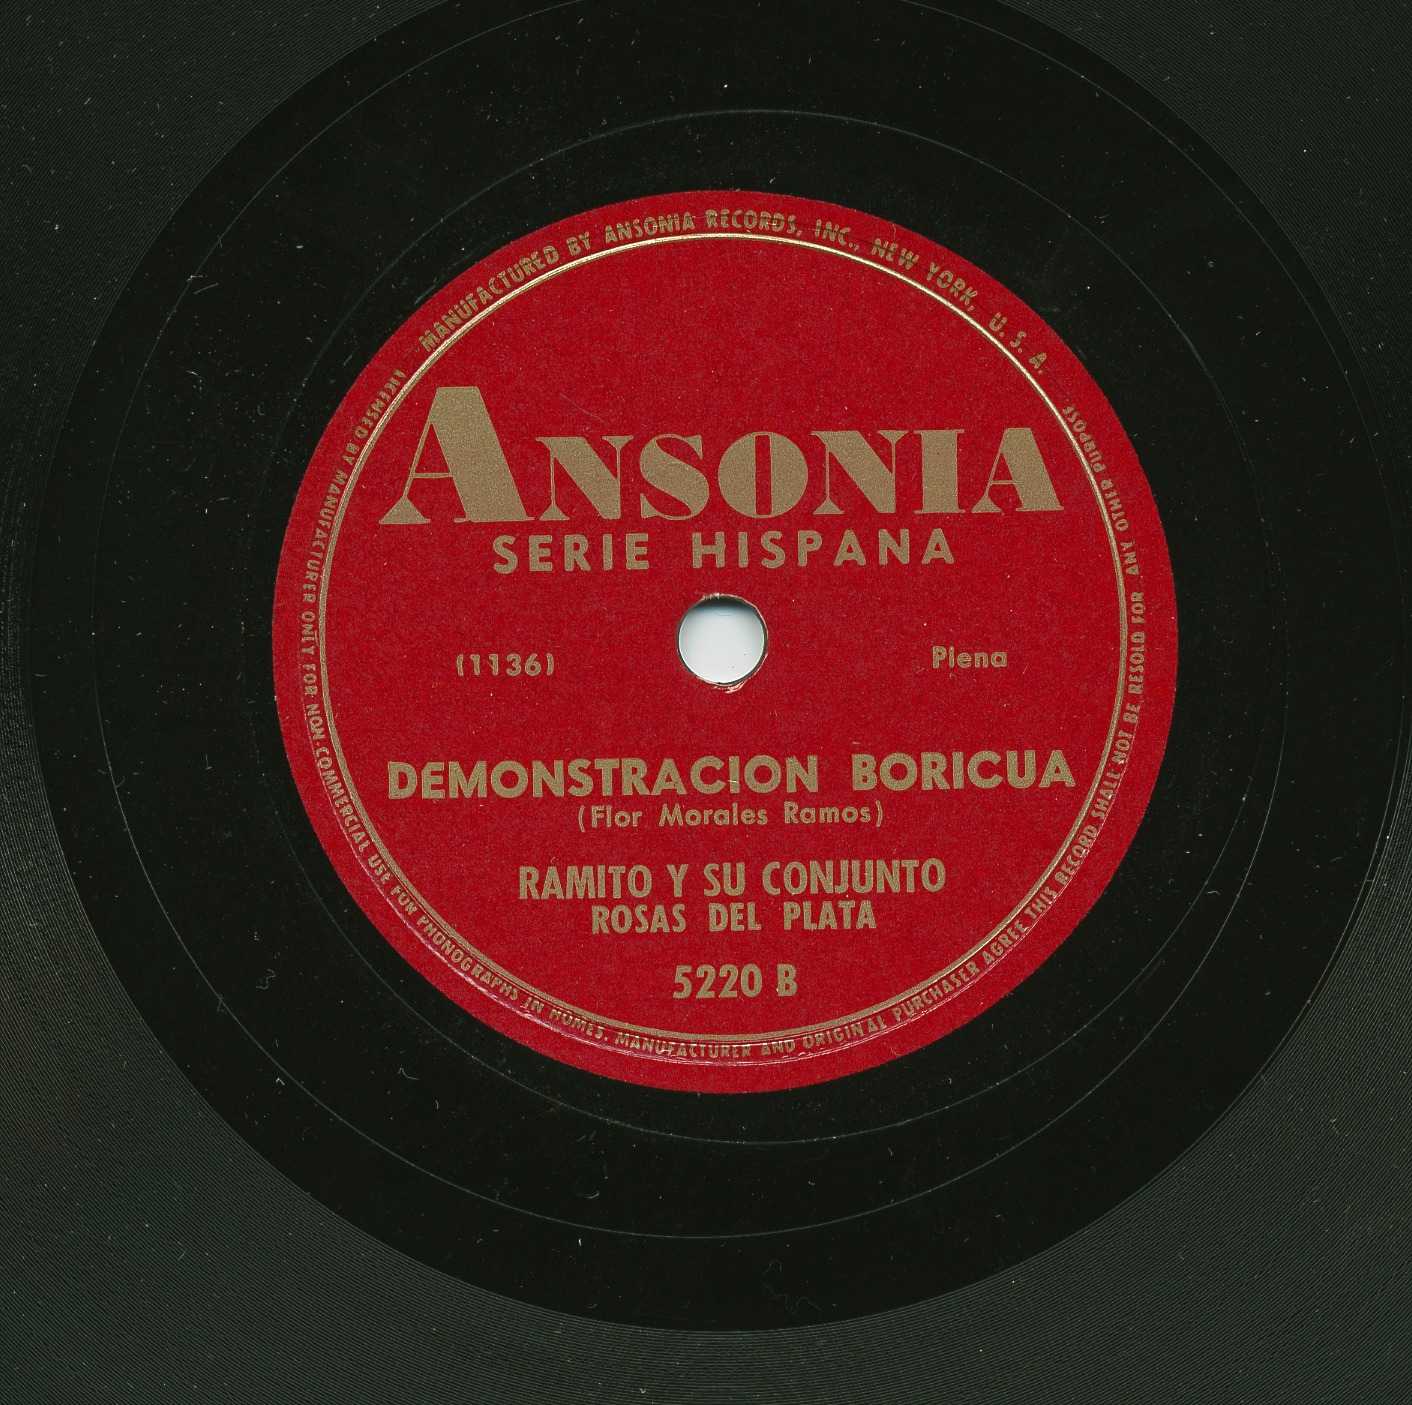 MANUFACTURED BY ANSONIA RECORDS, INC., NEW YORK, U. S. A.
ANSONIA
SERIE HISPANA
(1136)
Plena
DEMONSTRACION BORICUA
(Flor Morales Ramos)
RAMITO Y SU CONJUNTO
ROSAS DEL PLATA
5220 B
LICENSED BY MANUFACTURER ONLY FOR NON-COMMERCIAL USE FOR PHONOGRAPHS IN HOMES. MANUFACTURER AND ORIGINAL PURCHASER AGREE THIS RECORD SHALL NOT BE RESOLD FOR ANY OTHER PURPOSE